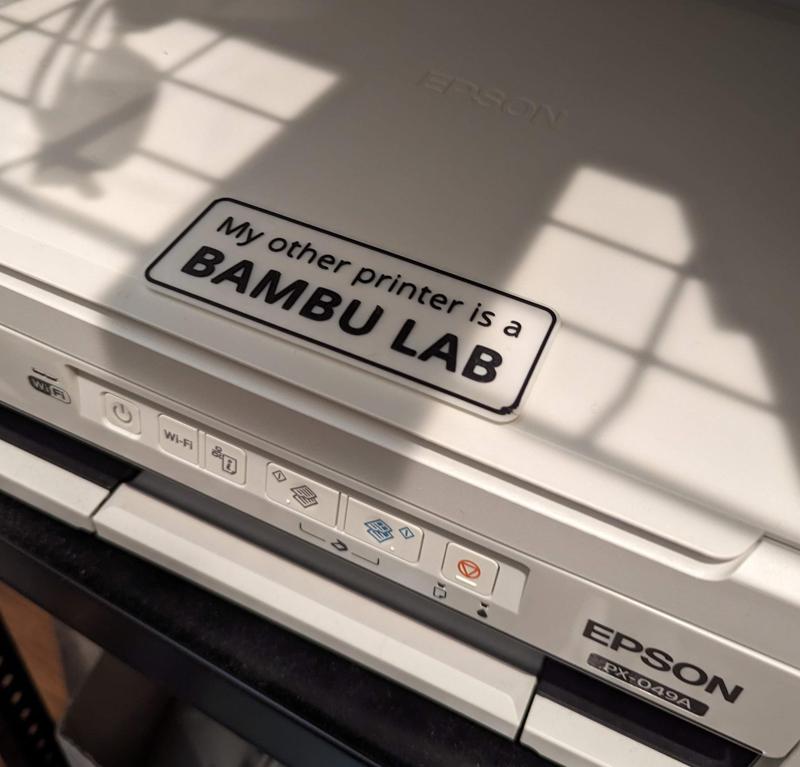 EPSON
My other printer is a
BAMBU LAB
Wi Fi
Wi-Fi
i
EPSON
PX-049A